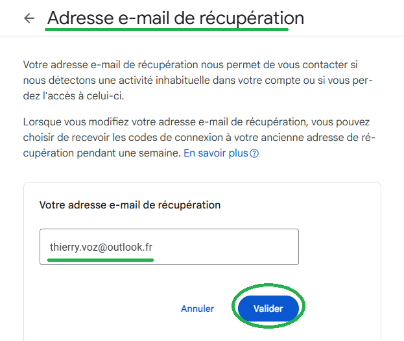 Adresse e-mail de récupération
Votre adresse e-mail de récupération nous permet de vous contacter si
nous détectons une activité inhabituelle dans votre compte ou si vous per-
dez l'accès à celui-ci.
Lorsque vous modifiez votre adresse e-mail de récupération, vous pouvez
choisir de recevoir les codes de connexion à votre ancienne adresse de ré-
cupération pendant une semaine. En savoir plus
Votre adresse e-mail de récupération
thierry.voz@outlook.fr
Annuler Valider